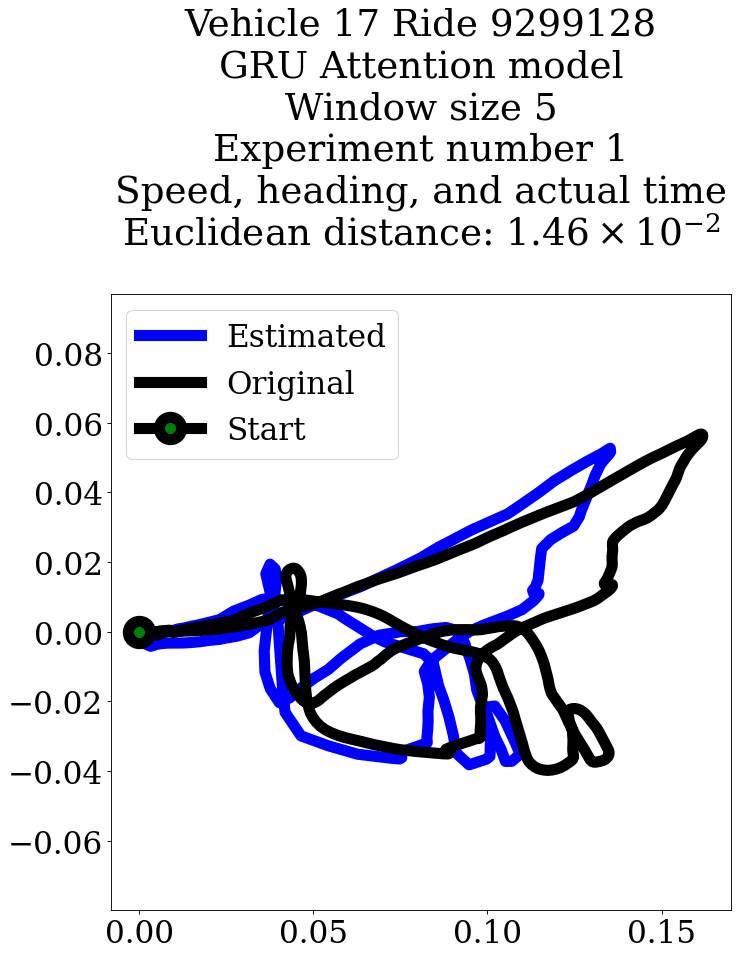 Vehicle 17 Ride 9299128
GRU Attention model
Window size 5
Experiment number 1
Speed, heading, and actual time
Euclidean distance: 1.46 × 10⁻²
Estimated
Original
Start
0.08
0.06
0.04
0.02
0.00
−0.02
−0.04
−0.06
0.00 0.05 0.10 0.15